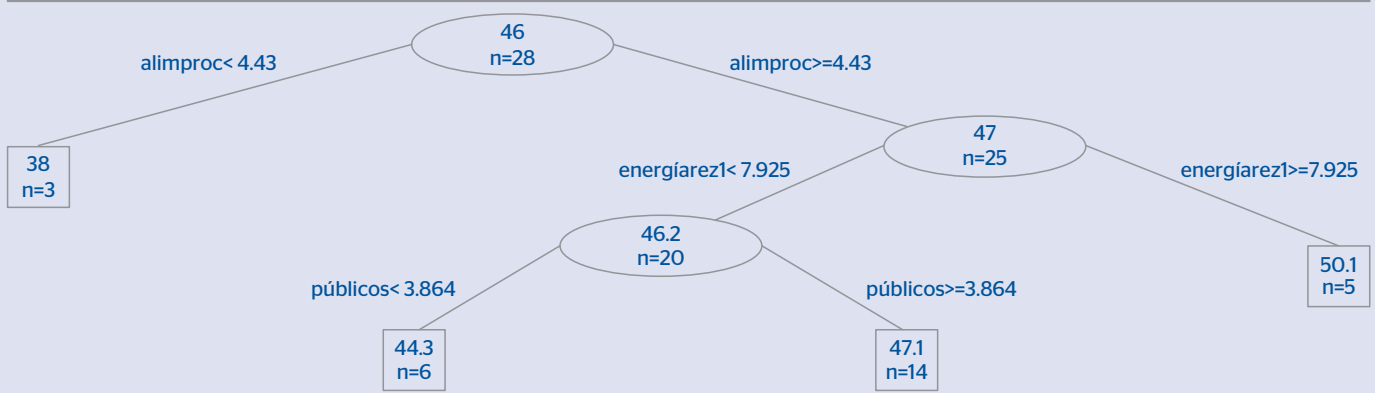 46
n=28
alimproc< 4.43
alimproc>=4.43
38
n=3
47
n=25
energíarez1< 7.925
energíarez1>=7.925
46.2
n=20
50.1
n=5
públicos< 3.864
públicos>=3.864
44.3
n=6
47.1
n=14